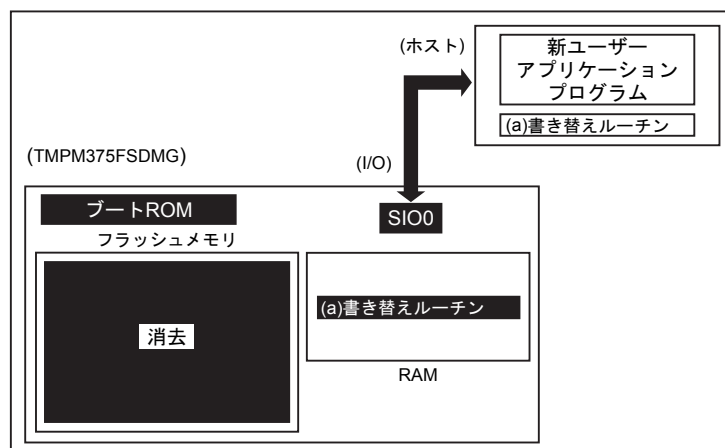 (ホスト)
新ユーザー
アプリケーション
プログラム
(a)書き替えルーチン
(TMPM375FSDMG)
(I/O)
ブートROM
SIO0
フラッシュメモリ
消去
(a)書き替えルーチン
RAM